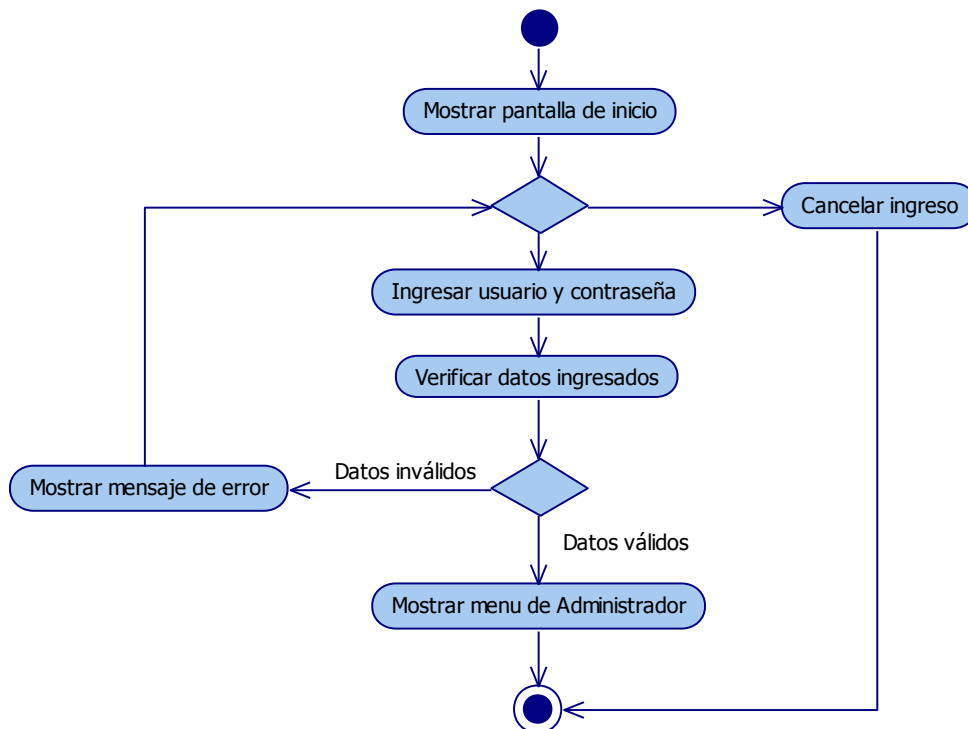 Mostrar pantalla de inicio
Cancelar ingreso
Ingresar usuario y contraseña
Verificar datos ingresados
Datos inválidos
Mostrar mensaje de error
Datos válidos
Mostrar menu de Administrador